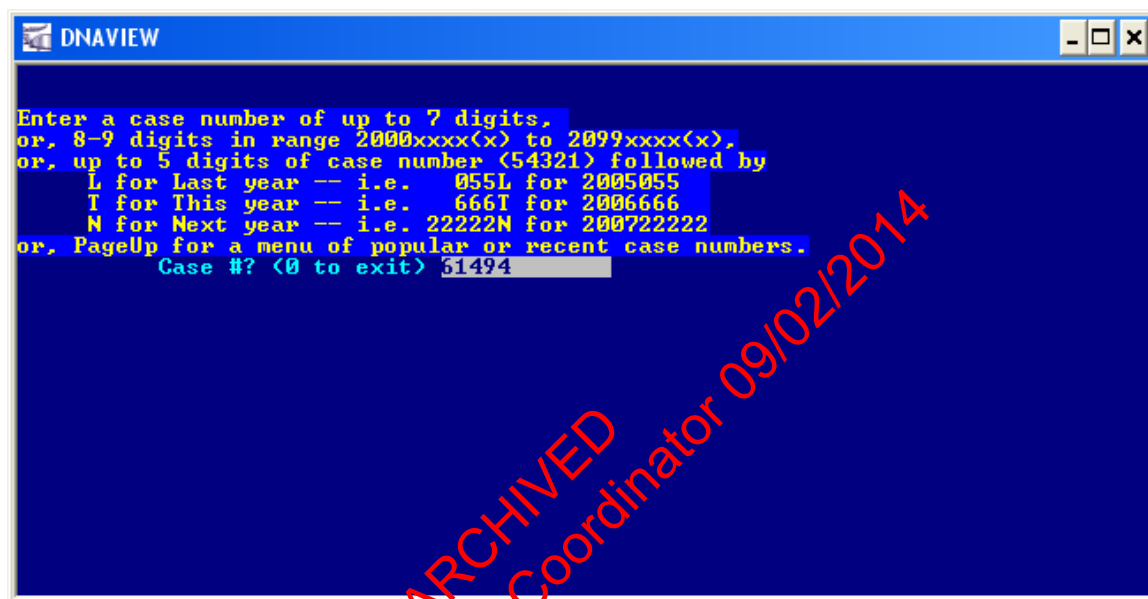 DNAVIEW
Enter a case number of up to 7 digits,
or, 8-9 digits in range 2000xxxx(x) to 2099xxxx(x),
or, up to 5 digits of case number (54321) followed by
L for Last year -- i.e. 055L for 2005055
T for This year -- i.e. 666T for 2006666
N for Next year -- i.e. 22222N for 200722222
or, PageUp for a menu of popular or recent case numbers.
Case #? (0 to exit) 61494
ARCHIVED
Coordinator 09/02/2014